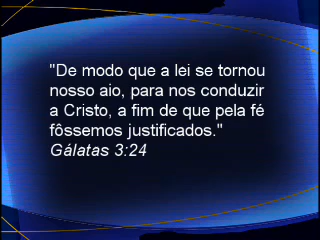 "De modo que a lei se tornou
nosso aio, para nos conduzir
a Cristo, a fim de que pela fé
fôssemos justificados."
Gálatas 3:24